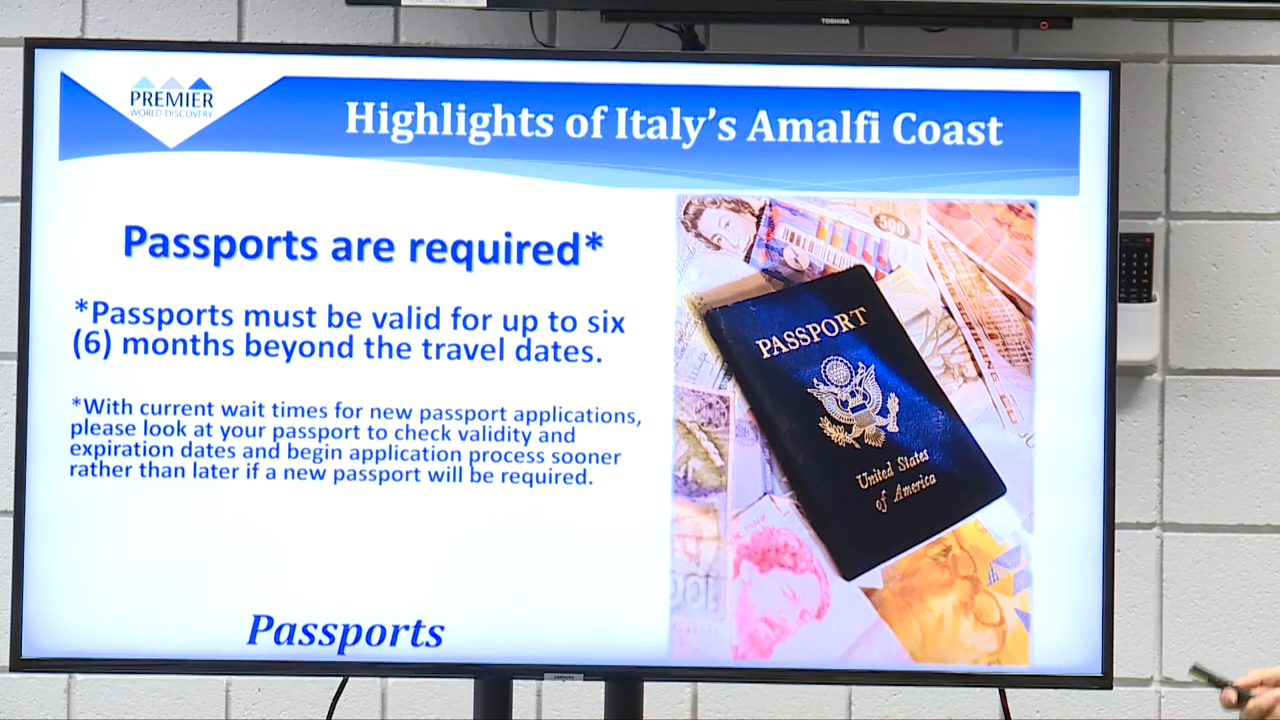 TOSHIBA
PREMIER
WORLD DISCOVERY
Highlights of Italy's Amalfi Coast
Passports are required*
*Passports must be valid for up to six
(6) months beyond the travel dates.
*With current wait times for new passport applications,
please look at your passport to check validity and
expiration dates and begin application process sooner
rather than later if a new passport will be required.
500
PASSPORT
United States
of America
Passports